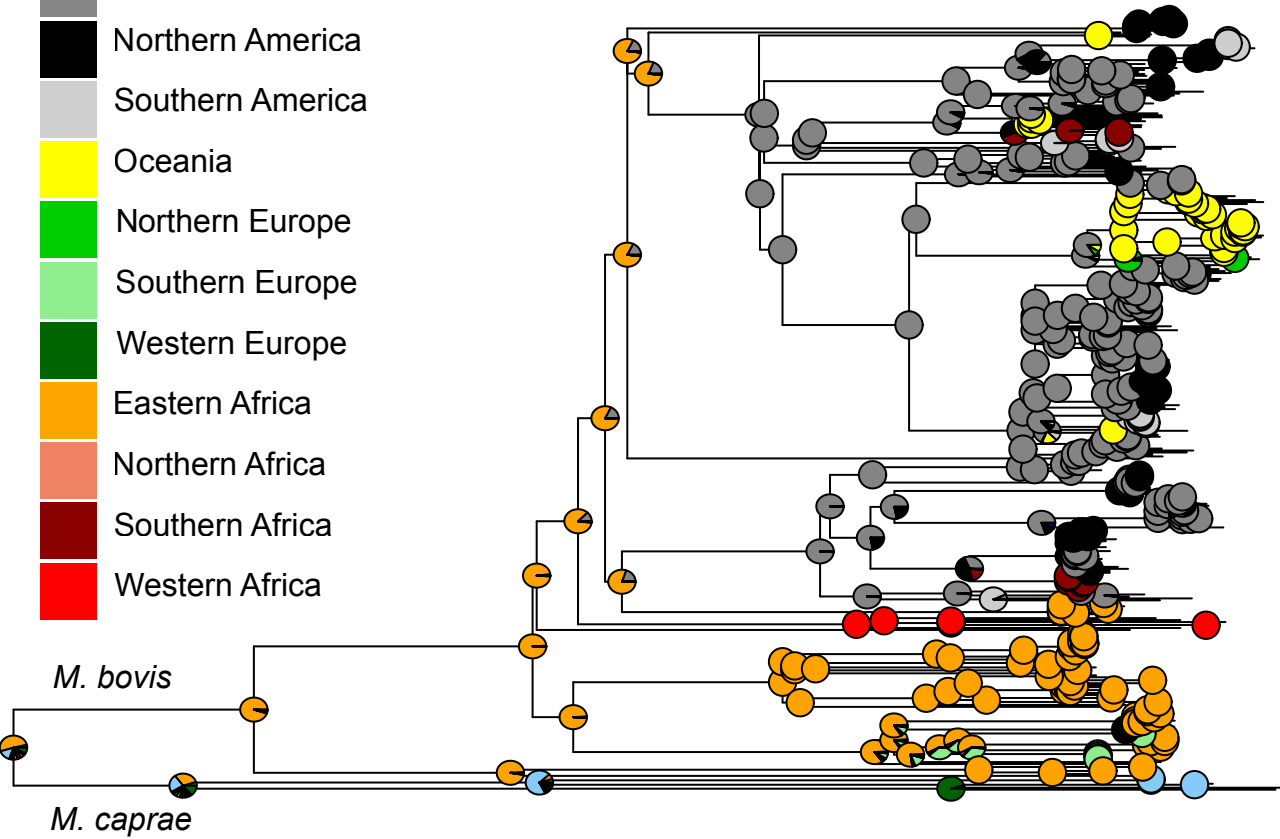 Northern America
Southern America
Oceania
Northern Europe
Southern Europe
Western Europe
Eastern Africa
Northern Africa
Southern Africa
Western Africa
M. bovis
M. caprae